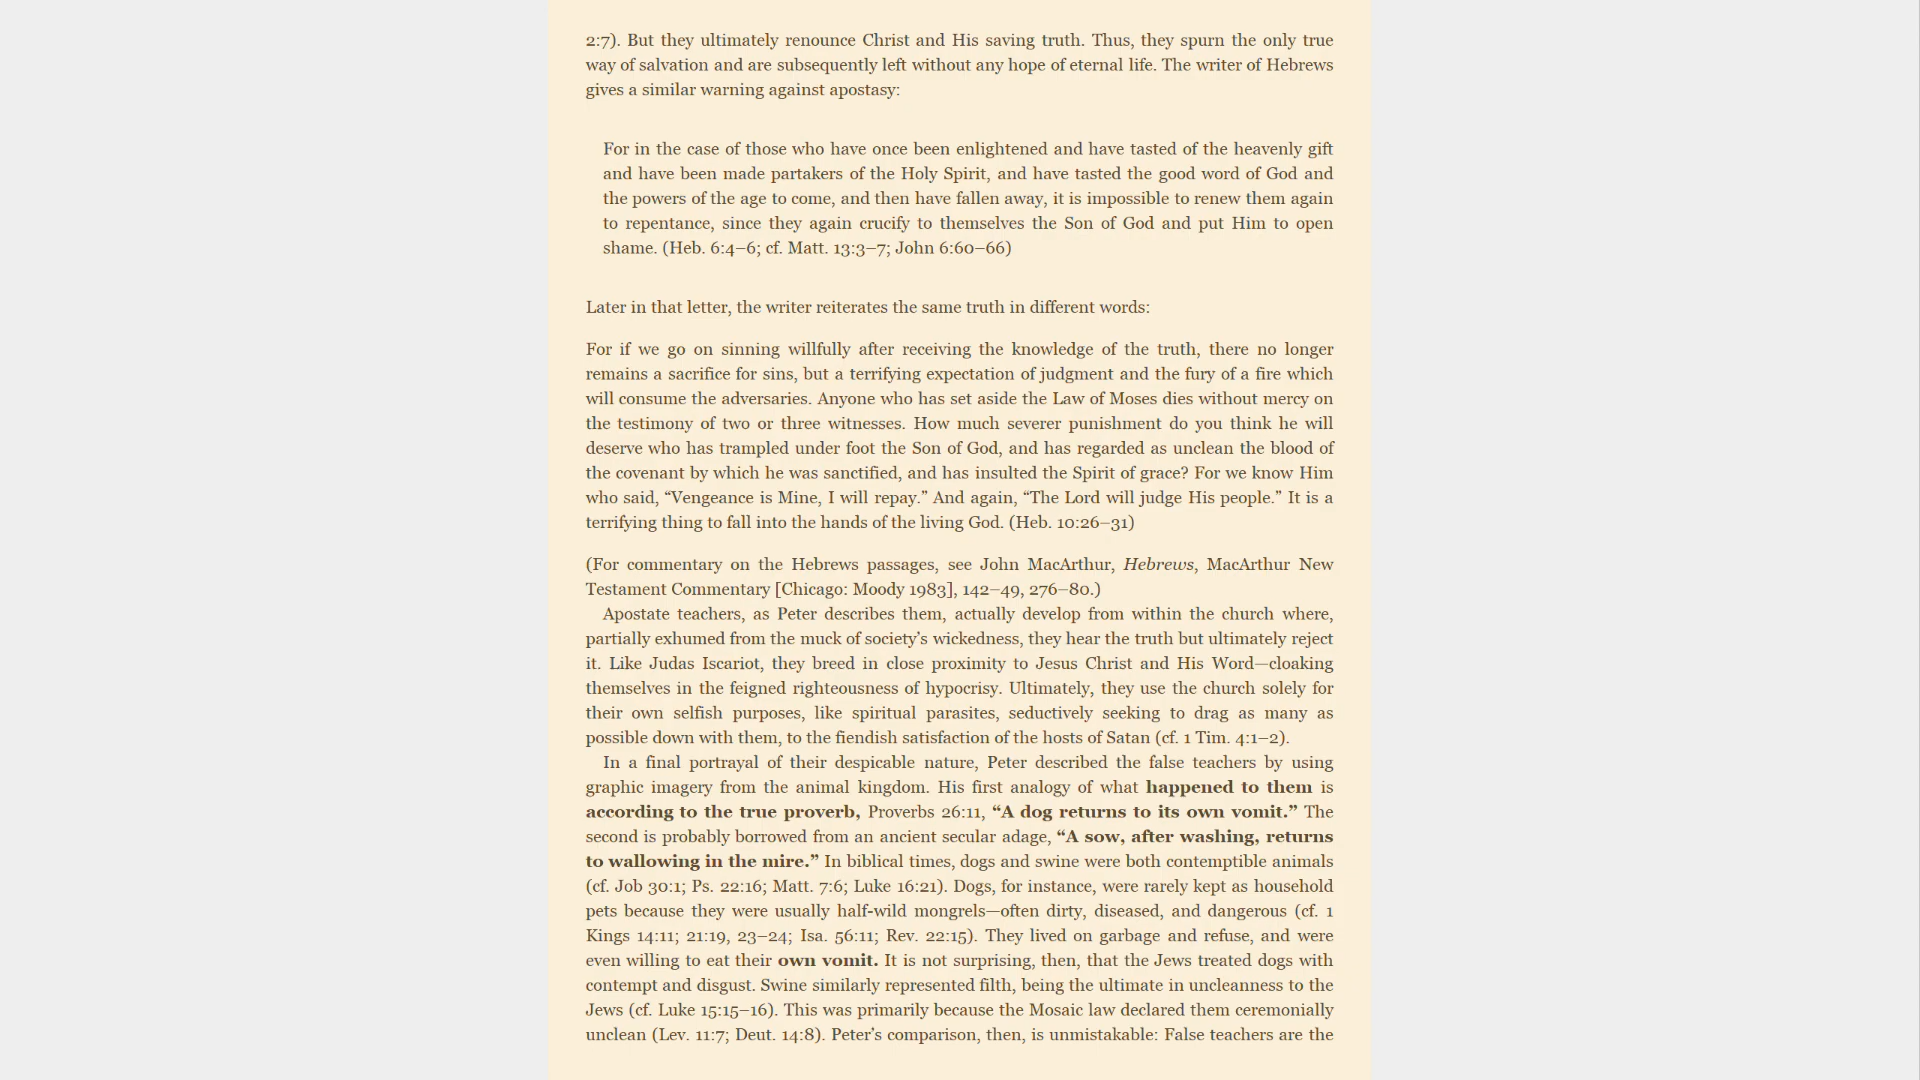 2:7). But they ultimately renounce Christ and His saving truth. Thus, they spurn the only true
way of salvation and are subsequently left without any hope of eternal life. The writer of Hebrews
gives a similar warning against apostasy:
For in the case of those who have once been enlightened and have tasted of the heavenly gift
and have been made partakers of the Holy Spirit, and have tasted the good word of God and
the powers of the age to come, and then have fallen away, it is impossible to renew them again
to repentance, since they again crucify to themselves the Son of God and put Him to open
shame. (Heb. 6:4–6; cf. Matt. 13:3–7; John 6:60–66)
Later in that letter, the writer reiterates the same truth in different words:
For if we go on sinning willfully after receiving the knowledge of the truth, there no longer
remains a sacrifice for sins, but a terrifying expectation of judgment and the fury of a fire which
will consume the adversaries. Anyone who has set aside the Law of Moses dies without mercy on
the testimony of two or three witnesses. How much severer punishment do you think he will
deserve who has trampled under foot the Son of God, and has regarded as unclean the blood of
the covenant by which he was sanctified, and has insulted the Spirit of grace? For we know Him
who said, “Vengeance is Mine, I will repay.” And again, “The Lord will judge His people.” It is a
terrifying thing to fall into the hands of the living God. (Heb. 10:26–31)
(For commentary on the Hebrews passages, see John MacArthur, Hebrews, MacArthur New
Testament Commentary [Chicago: Moody 1983], 142–49, 276–80.)
Apostate teachers, as Peter describes them, actually develop from within the church where,
partially exhumed from the muck of society’s wickedness, they hear the truth but ultimately reject
it. Like Judas Iscariot, they breed in close proximity to Jesus Christ and His Word—cloaking
themselves in the feigned righteousness of hypocrisy. Ultimately, they use the church solely for
their own selfish purposes, like spiritual parasites, seductively seeking to drag as many as
possible down with them, to the fiendish satisfaction of the hosts of Satan (cf. 1 Tim. 4:1–2).
In a final portrayal of their despicable nature, Peter described the false teachers by using
graphic imagery from the animal kingdom. His first analogy of what happened to them is
according to the true proverb, Proverbs 26:11, “A dog returns to its own vomit.” The
second is probably borrowed from an ancient secular adage, “A sow, after washing, returns
to wallowing in the mire.” In biblical times, dogs and swine were both contemptible animals
(cf. Job 30:1; Ps. 22:16; Matt. 7:6; Luke 16:21). Dogs, for instance, were rarely kept as household
pets because they were usually half-wild mongrels—often dirty, diseased, and dangerous (cf. 1
Kings 14:11; 21:19, 23–24; Isa. 56:11; Rev. 22:15). They lived on garbage and refuse, and were
even willing to eat their own vomit. It is not surprising, then, that the Jews treated dogs with
contempt and disgust. Swine similarly represented filth, being the ultimate in uncleanness to the
Jews (cf. Luke 15:15–16). This was primarily because the Mosaic law declared them ceremonially
unclean (Lev. 11:7; Deut. 14:8). Peter’s comparison, then, is unmistakable: False teachers are the